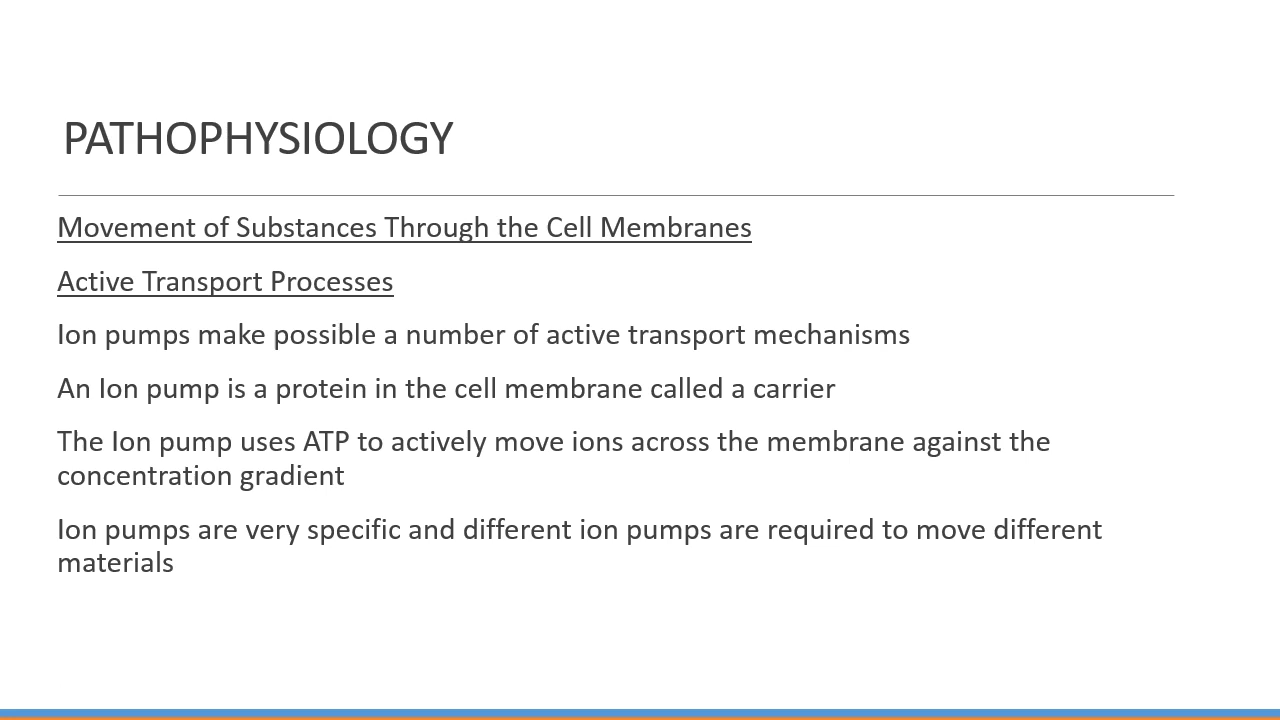 PATHOPHYSIOLOGY
Movement of Substances Through the Cell Membranes
Active Transport Processes
Ion pumps make possible a number of active transport mechanisms
An Ion pump is a protein in the cell membrane called a carrier
The Ion pump uses ATP to actively move ions across the membrane against the
concentration gradient
Ion pumps are very specific and different ion pumps are required to move different
materials